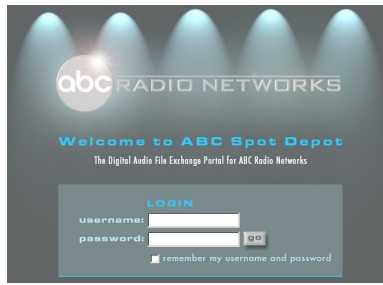 abc RADIO NETWORKS
Welcome to ABC Spot Depot
The Digital Audio File Exchange Portal for ABC Radio Networks
LOGIN
username:
password: go
remember my username and password